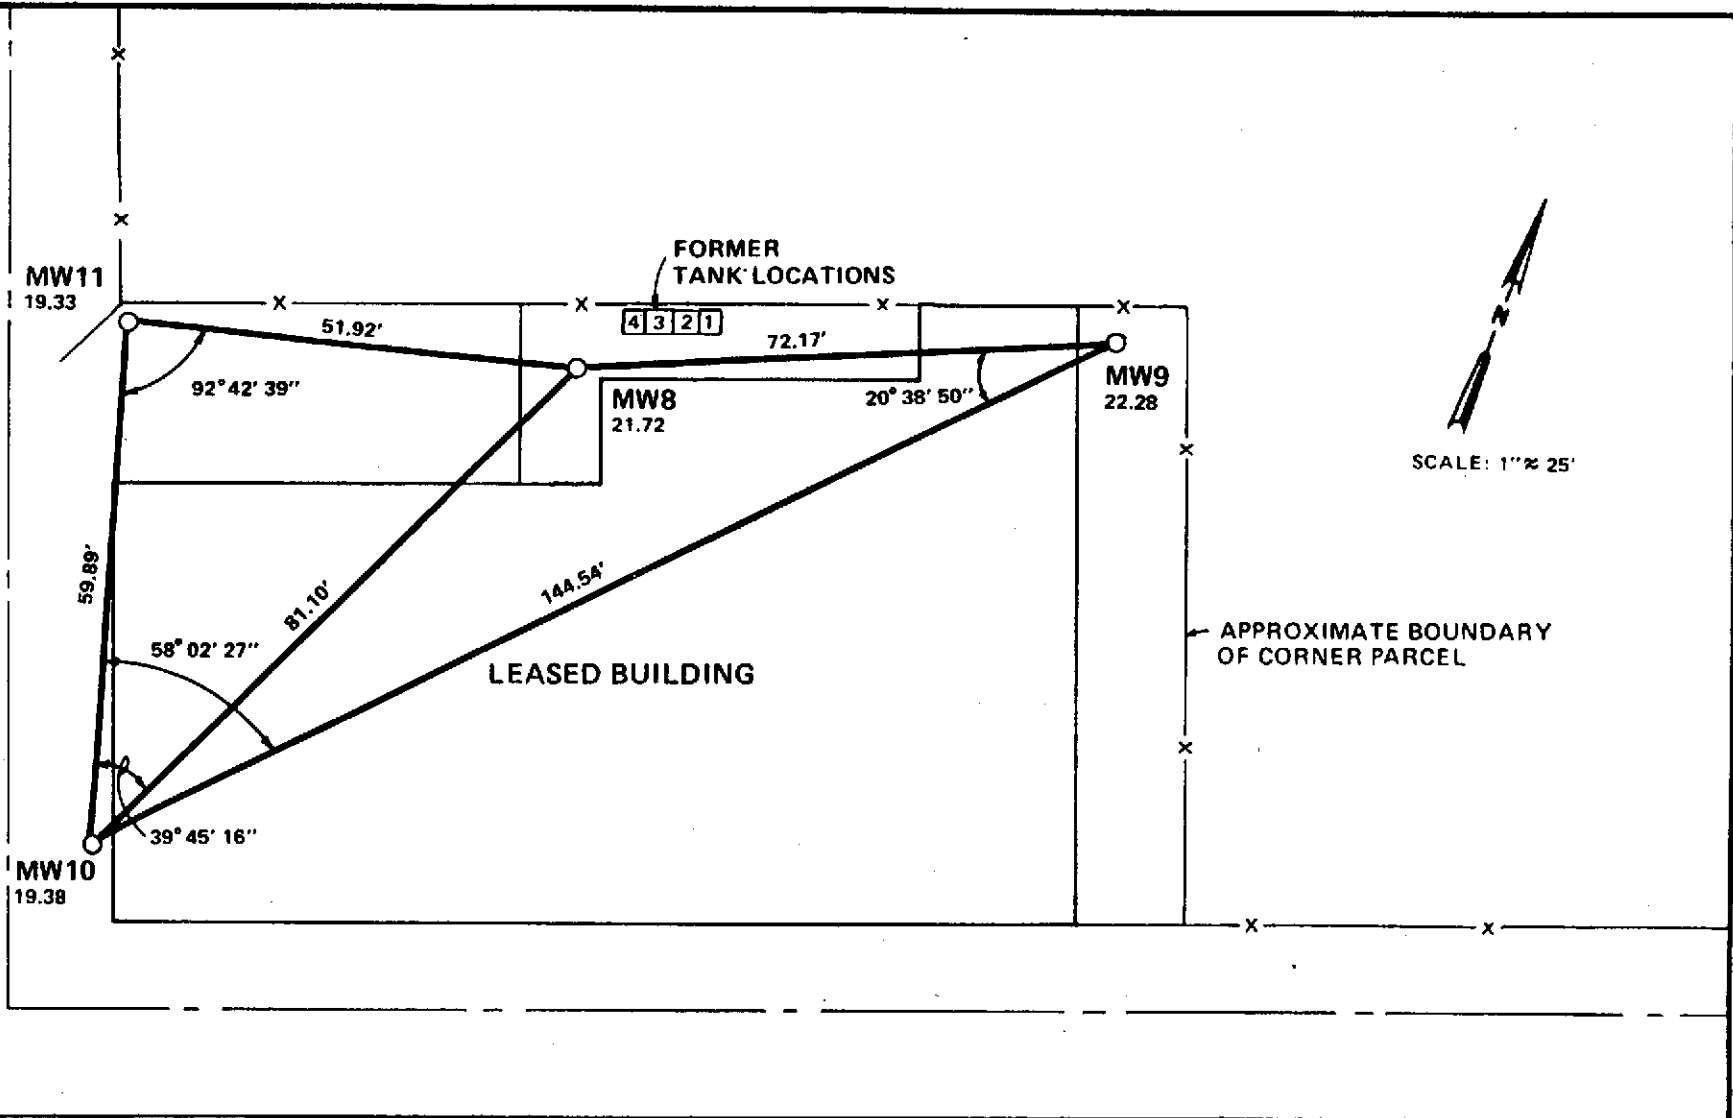 FORMER
TANK LOCATIONS
MW11
19.33
4 3 2 1
51.92'
72.17'
92° 42' 39"
MW8
21.72
20° 38' 50"
MW9
22.28
N
SCALE: 1" ≈ 25'
59.89'
81.10'
144.54'
58° 02' 27"
LEASED BUILDING
APPROXIMATE BOUNDARY
OF CORNER PARCEL
39° 45' 16"
MW10
19.38